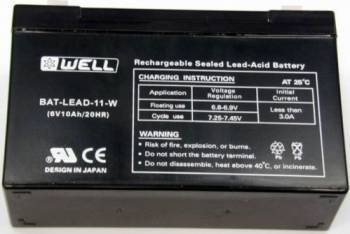 WELL
Rechargeable Sealed Lead-Acid Battery
CHARGING INSTRUCTION AT 25°C
Application Voltage Regulation Initial Current
Floating use 6.8-6.9V Less then 3.0A
Cycle use 7.25-7.45V
BAT-LEAD-11-W
(6V10Ah/20HR)
UL CE
DESIGN IN JAPAN
WARNING:
Risk of fire, explosion, or burns.
Do not short the battery terminal.
Do not disassemble, heat above 40°C, or incinerate.
Pb Pb